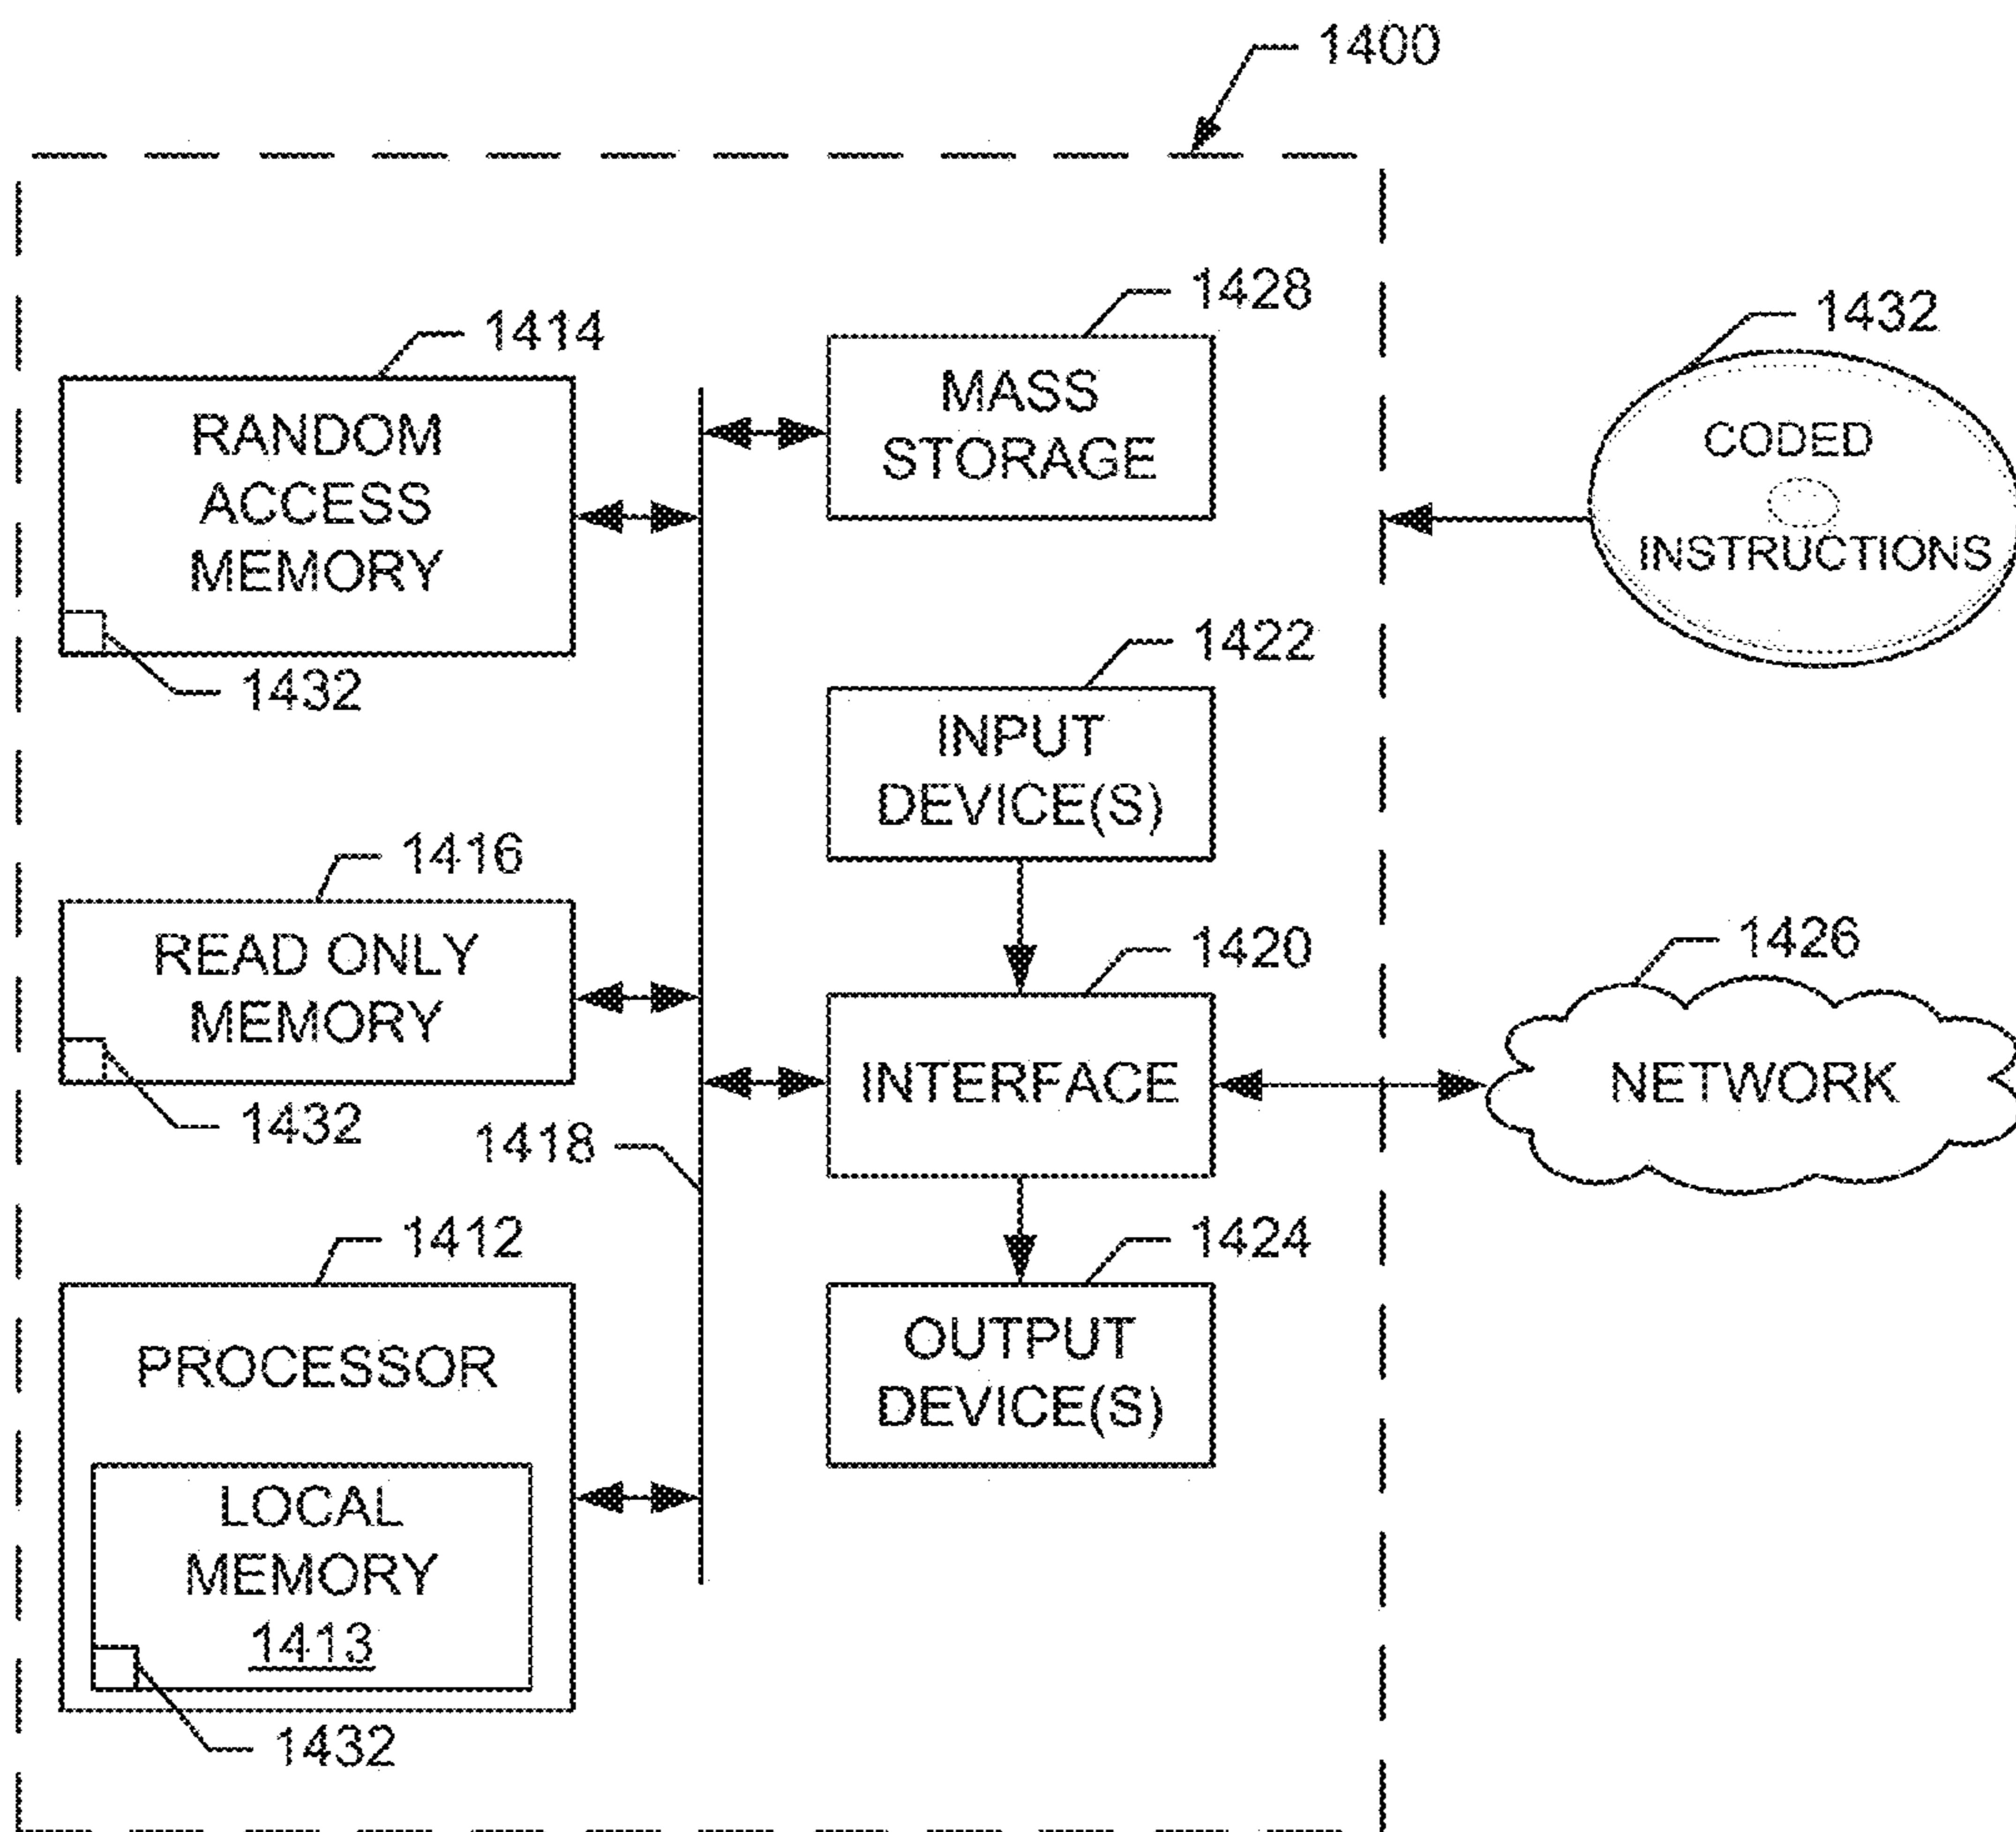 1400
1428
1414
1432
MASS
STORAGE
RANDOM
ACCESS
MEMORY
CODED
INSTRUCTIONS
1432
1422
INPUT
DEVICE(S)
1416
READ ONLY
MEMORY
1420
1426
INTERFACE
NETWORK
1432
1418
1412
1424
PROCESSOR
OUTPUT
DEVICE(S)
LOCAL
MEMORY
1413
1432